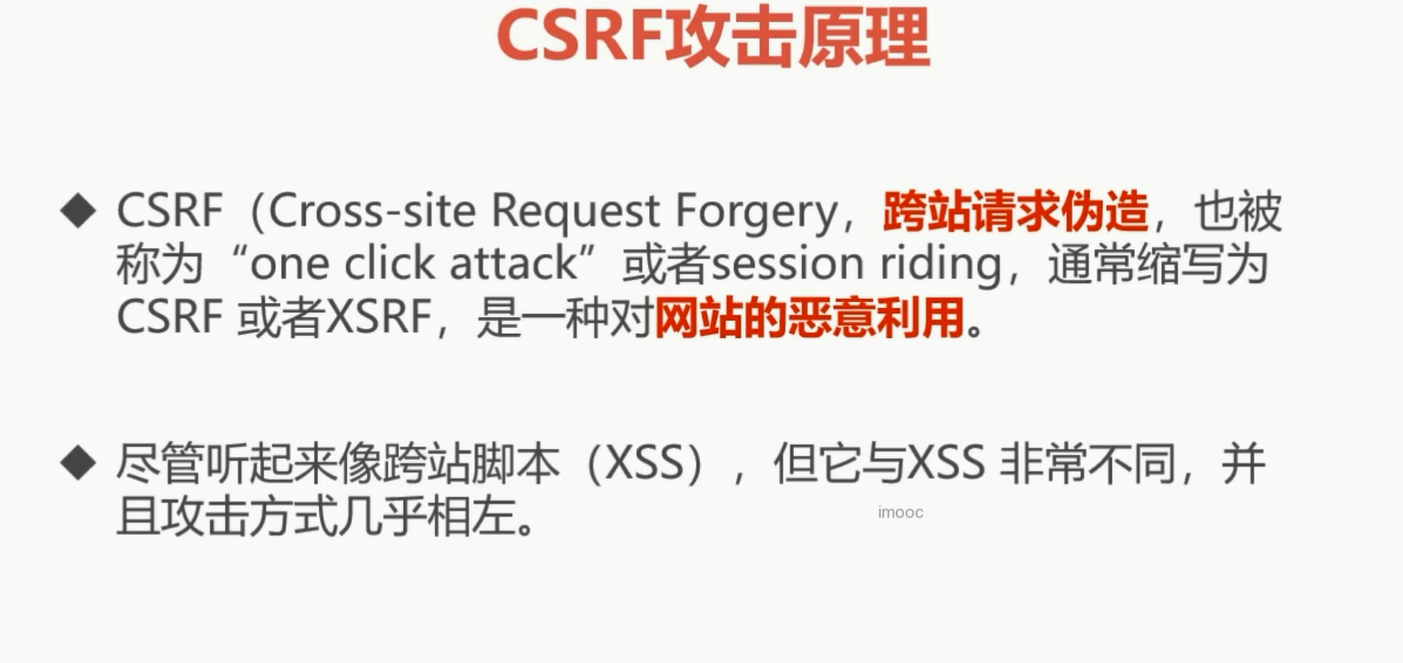 CSRF攻击原理
◆ CSRF（Cross-site Request Forgery，跨站请求伪造，也被
称为“one click attack”或者session riding，通常缩写为
CSRF 或者XSRF，是一种对网站的恶意利用。
◆ 尽管听起来像跨站脚本（XSS），但它与XSS 非常不同，并
且攻击方式几乎相左。
imooc